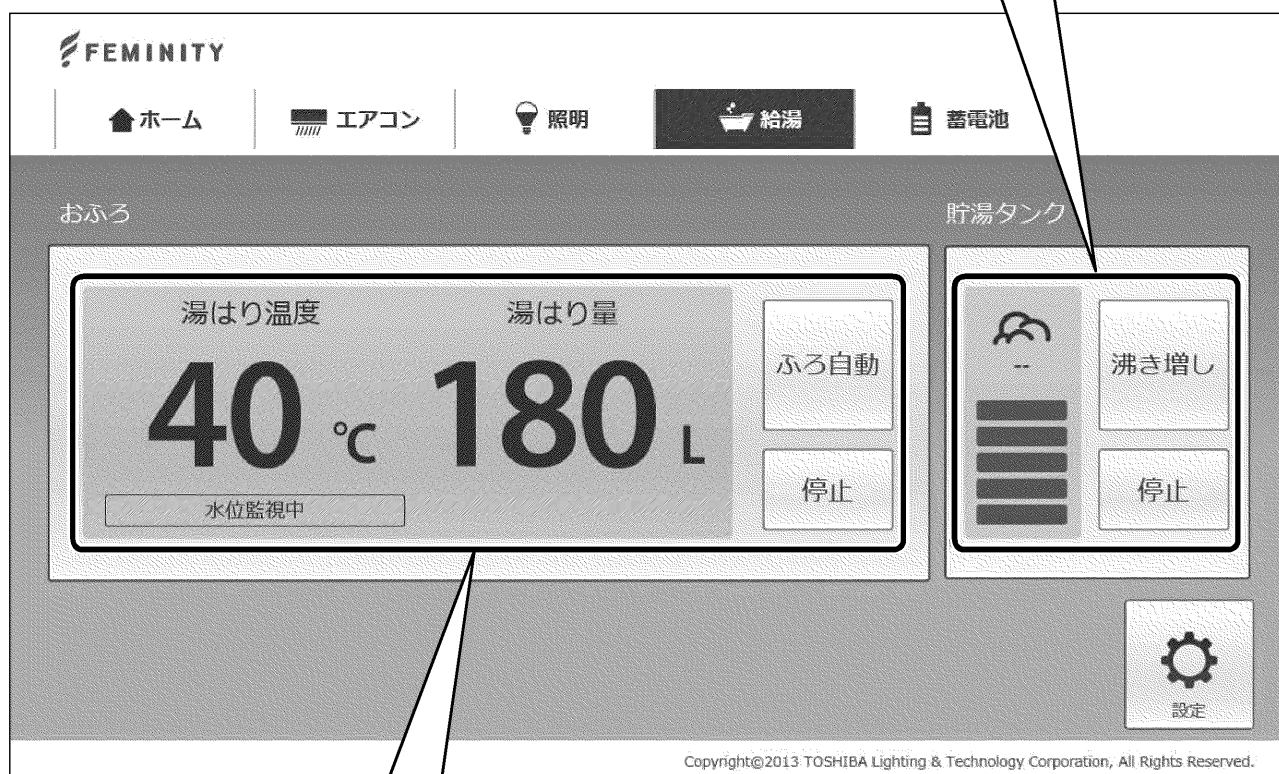 FEMINITY
ホーム エアコン 照明 給湯 蓄電池
おふろ 貯湯タンク
湯はり温度 湯はり量
40 ℃ 180 L
ふろ自動
停止
水位監視中
--
沸き増し
停止
設定
Copyright©2013 TOSHIBA Lighting & Technology Corporation, All Rights Reserved.